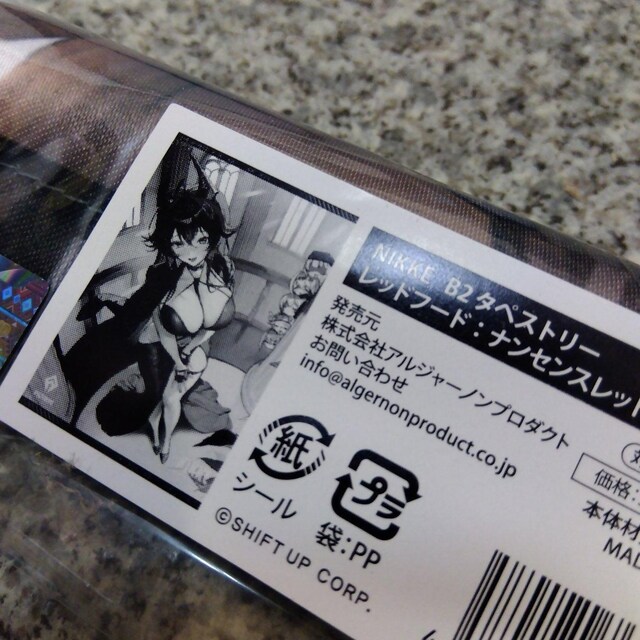 NIKKE B2タペストリー
レッドフード:ナンセンスレッ
発売元
株式会社アルジャーノンプロダクト
お問い合わせ
info@algernonproduct.co.jp
紙
シール
プラ
袋:PP
©SHIFT UP CORP.
価格:
本体材
MAD